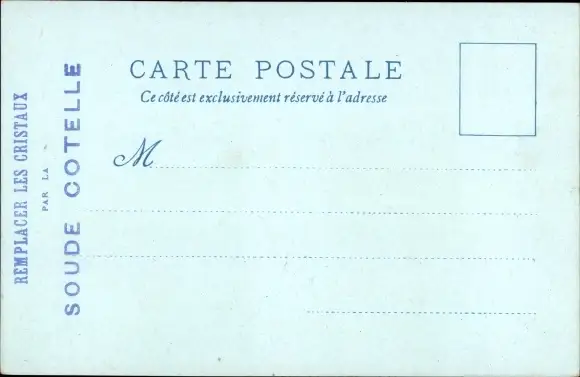 REMPLACER LES CRISTAUX
PAR LA
SOUDE COTELLE
CARTE POSTALE
Ce côté est exclusivement réservé à l'adresse
M